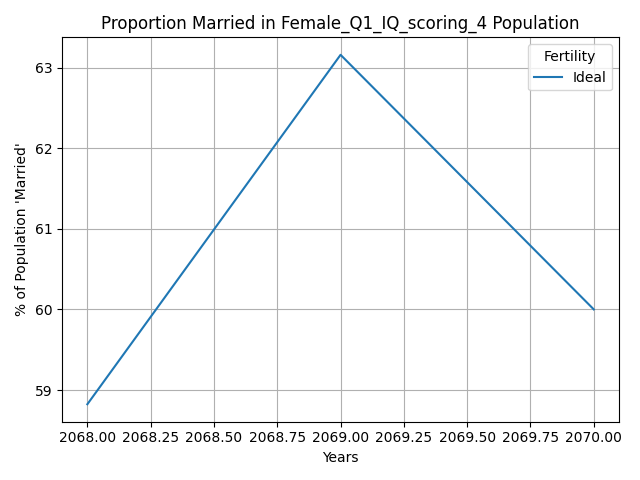 Proportion Married in Female_Q1_IQ_scoring_4 Population
Fertility
Ideal
% of Population 'Married'
63
62
61
60
59
2068.00 2068.25 2068.50 2068.75 2069.00 2069.25 2069.50 2069.75 2070.00
Years